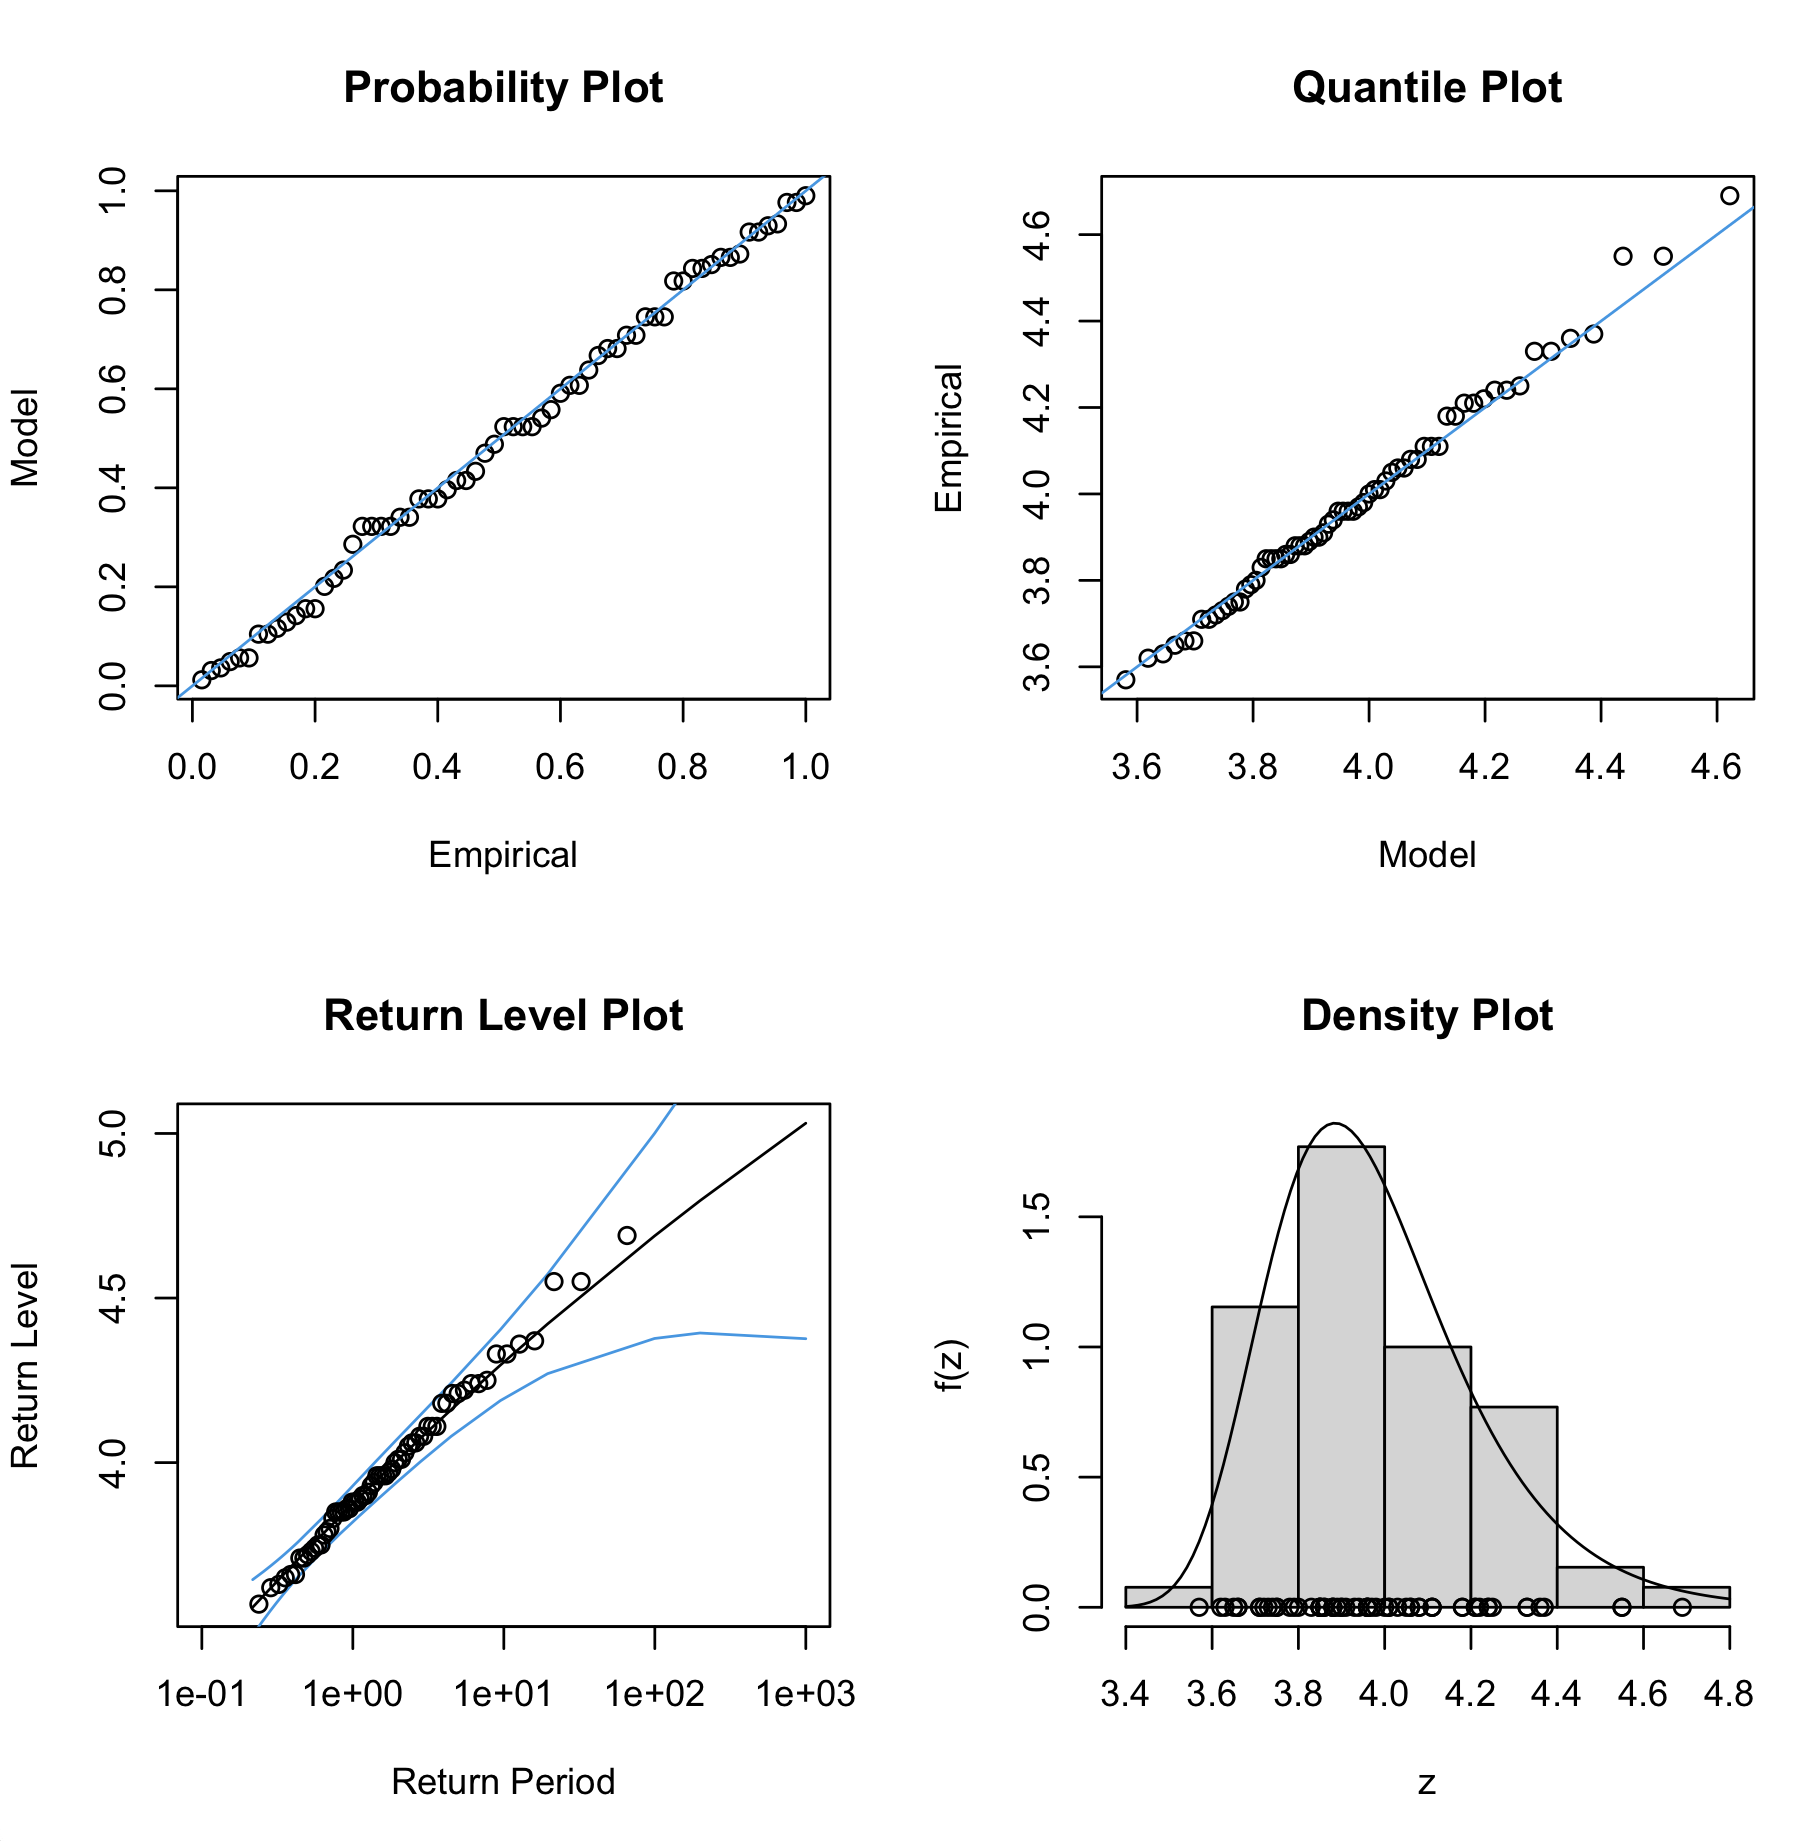 Probability Plot
Model
0.0 0.2 0.4 0.6 0.8 1.0
0.0 0.2 0.4 0.6 0.8 1.0
Empirical
Quantile Plot
Empirical
3.6 3.8 4.0 4.2 4.4 4.6
3.6 3.8 4.0 4.2 4.4 4.6
Model
Return Level Plot
Return Level
4.0 4.5 5.0
1e-01 1e+00 1e+01 1e+02 1e+03
Return Period
Density Plot
f(z)
0.0 0.5 1.0 1.5
3.4 3.6 3.8 4.0 4.2 4.4 4.6 4.8
z